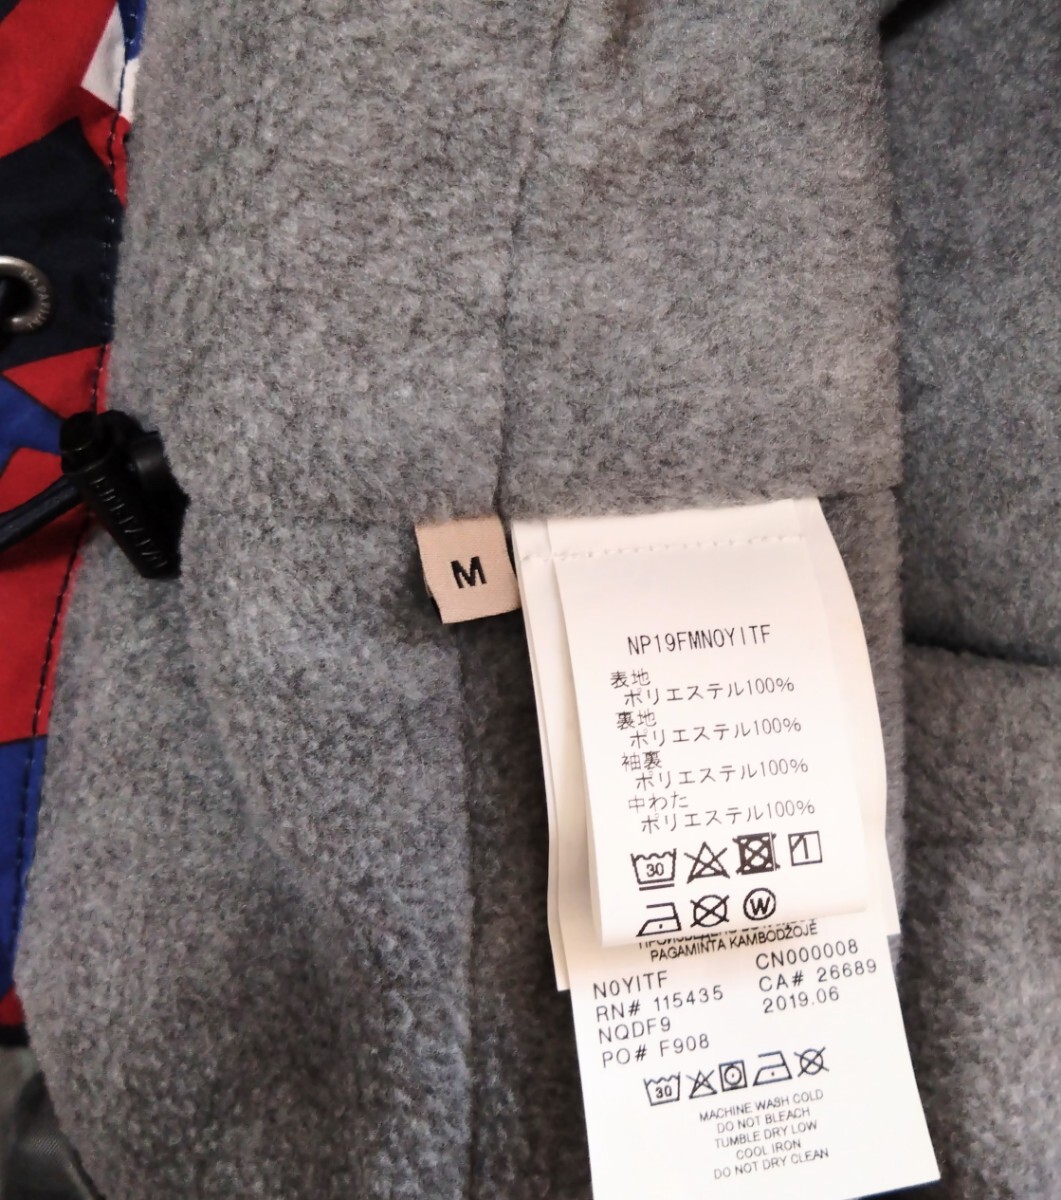 M
NP19FMN0YITF
表地
ポリエステル100%
裏地
ポリエステル100%
袖裏
ポリエステル100%
中わた
ポリエステル100%
30
1
W
PAGAMINTA KAMBODŽOJE
N0YITF
CN000008
RN# 115435
CA# 26689
NQDF9
2019.06
PO# F908
30
MACHINE WASH COLD
DO NOT BLEACH
TUMBLE DRY LOW
COOL IRON
DO NOT DRY CLEAN